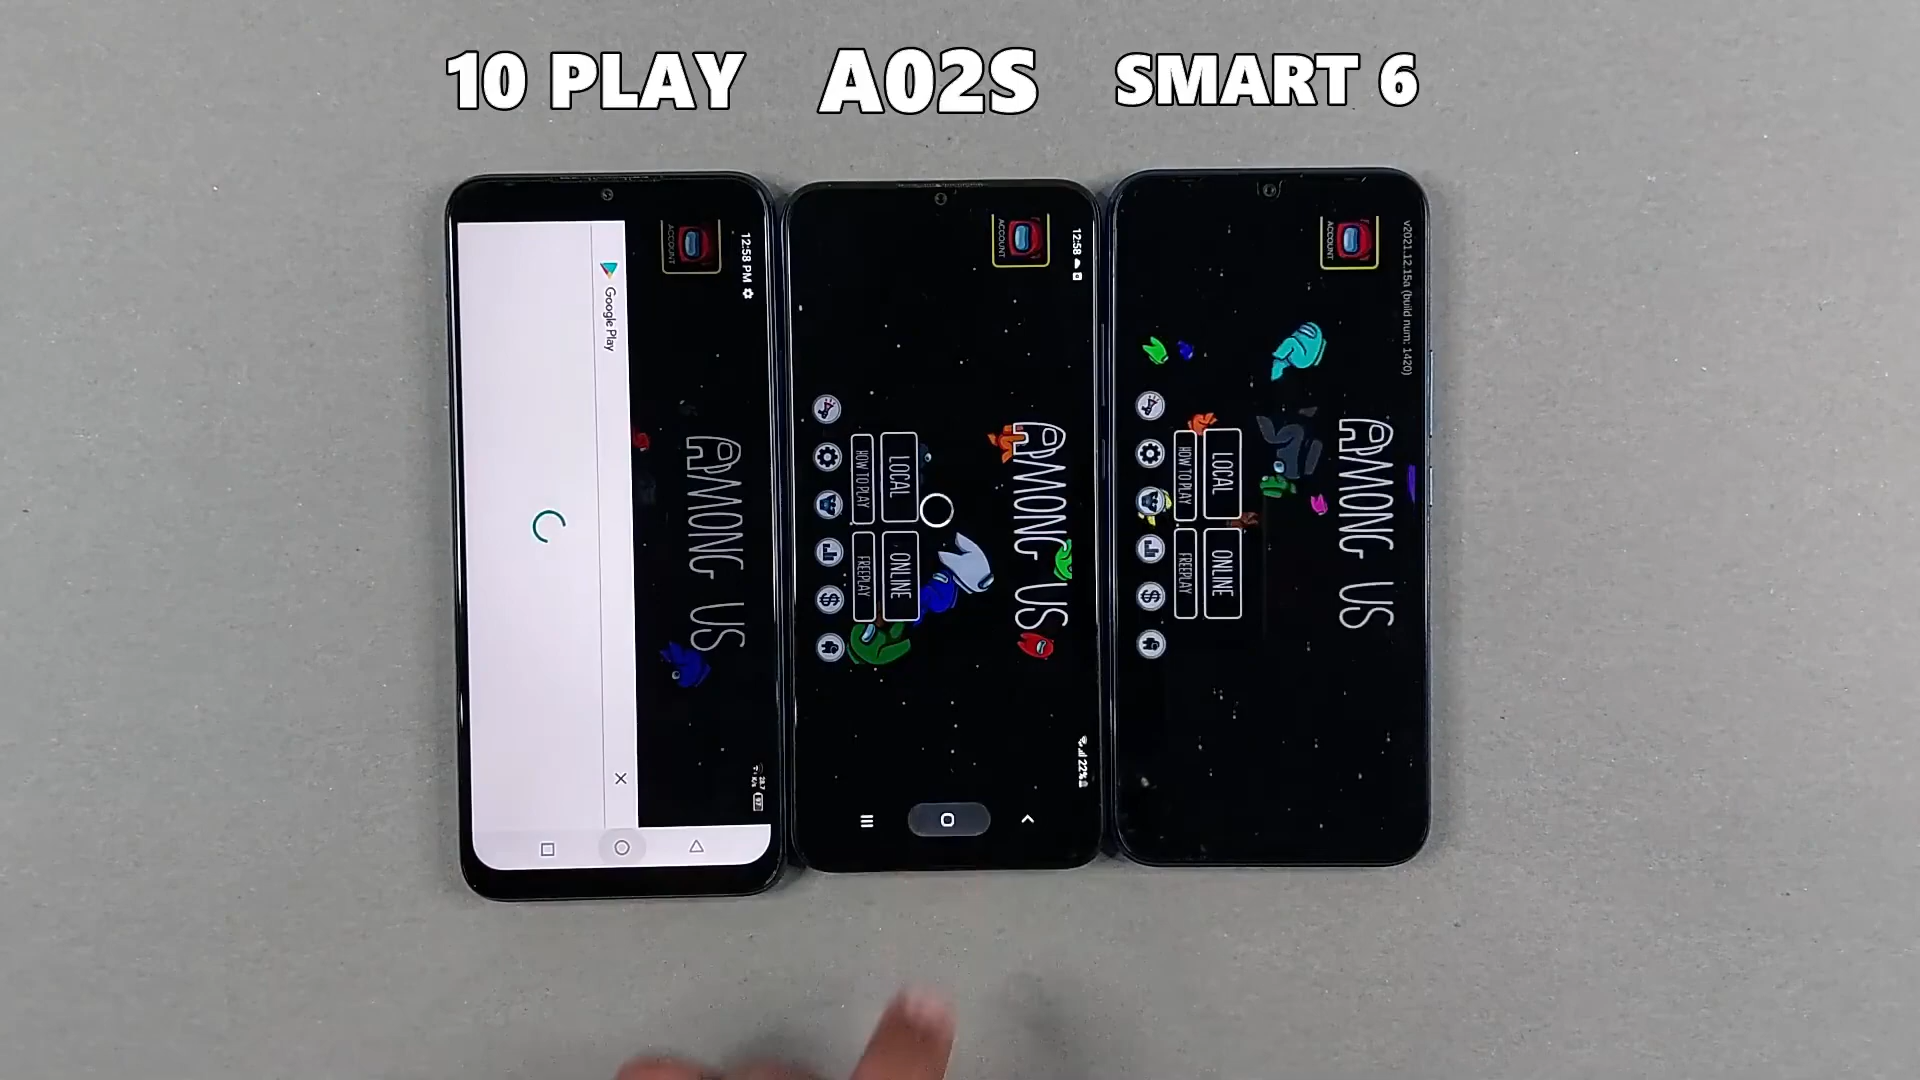 10 PLAY A02S SMART 6
12:58 PM
ACCOUNT
Google Play
AMONG US
12:58
ACCOUNT
AMONG US
LOCAL
ONLINE
HOW TO PLAY
FREEPLAY
22%
v2021.12.15a (build num: 1420)
ACCOUNT
AMONG US
LOCAL
ONLINE
HOW TO PLAY
FREEPLAY